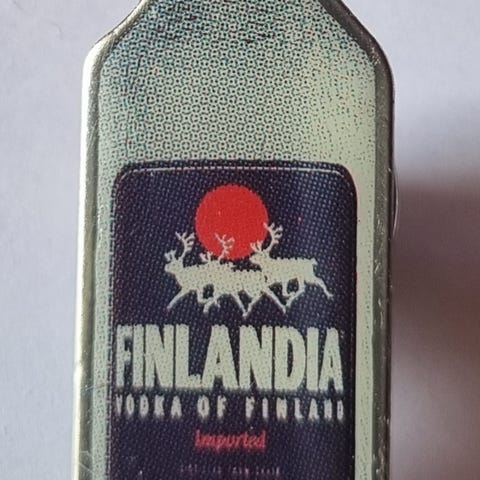 FINLANDIA
VODKA OF FINLAND
Imported